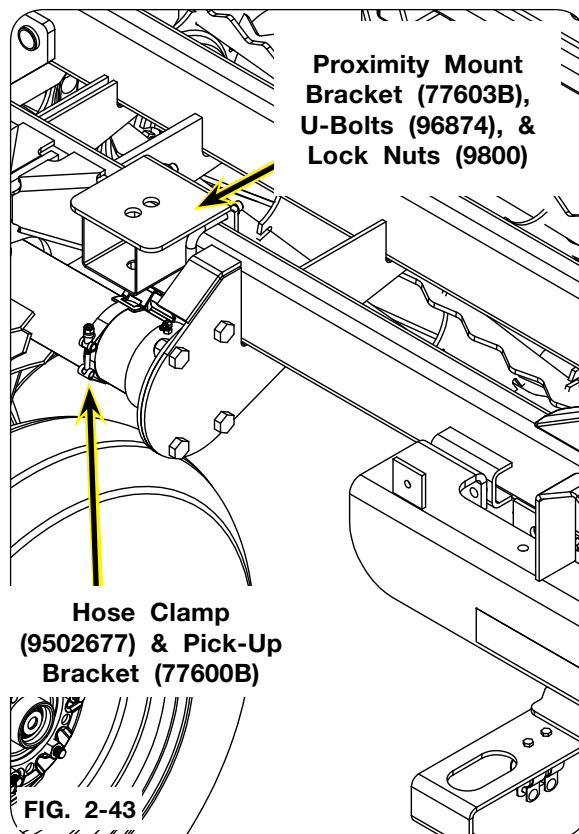 Proximity Mount
Bracket (77603B),
U-Bolts (96874), &
Lock Nuts (9800)
Hose Clamp
(9502677) & Pick-Up
Bracket (77600B)
FIG. 2-43